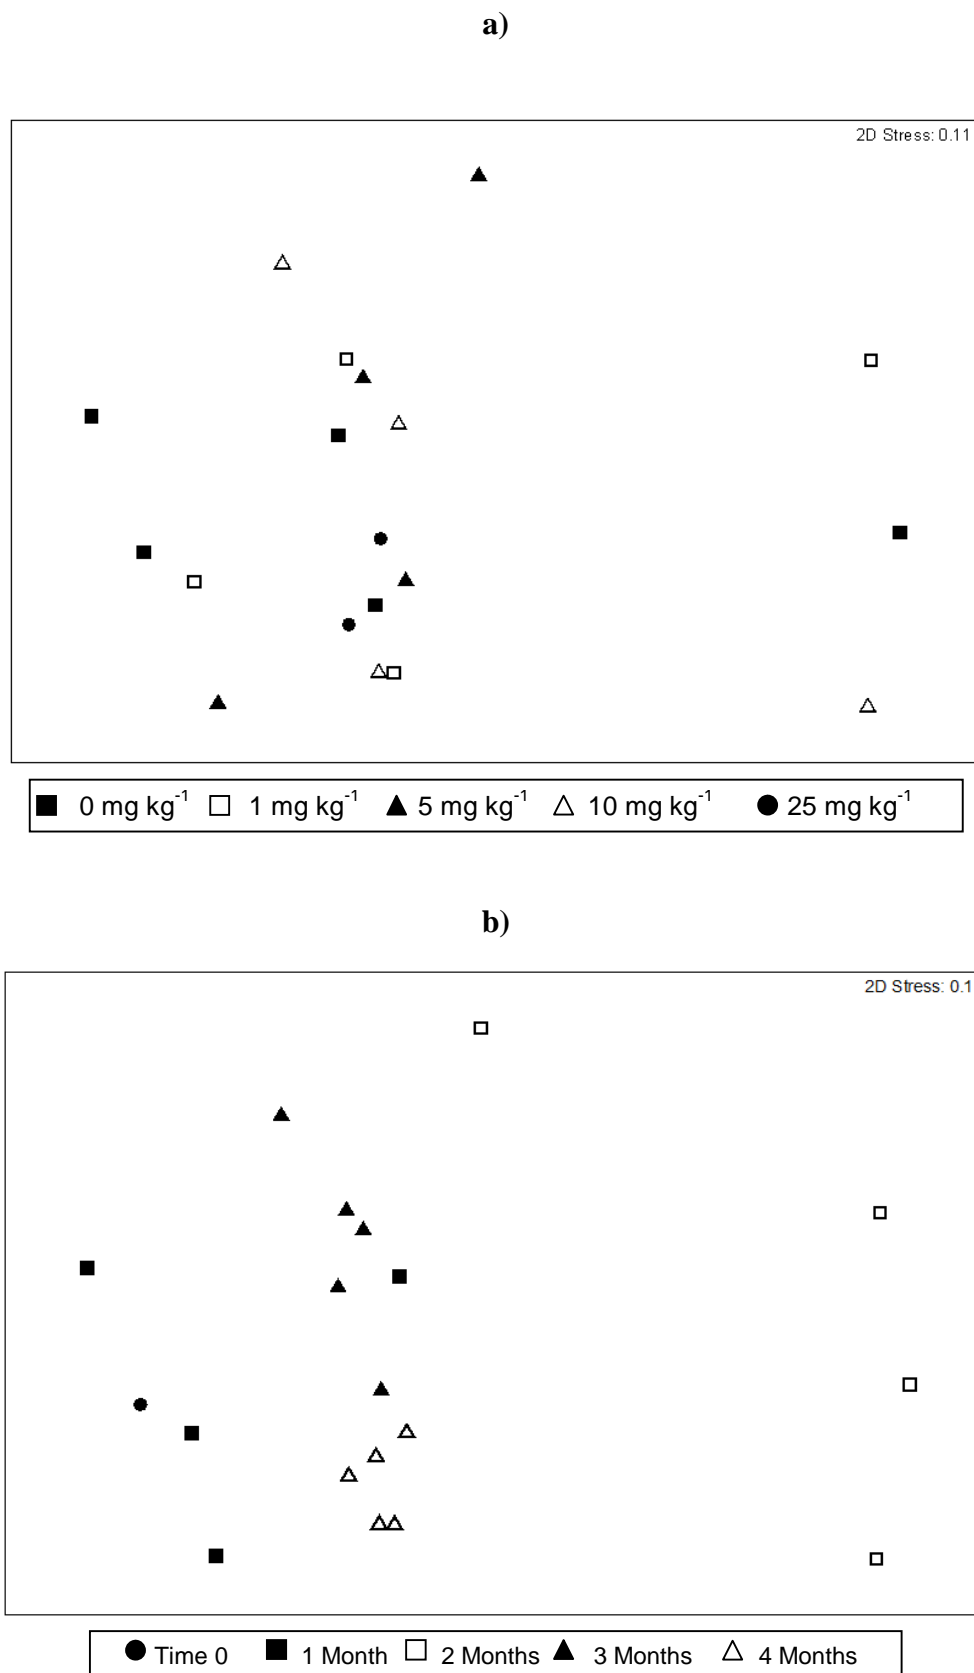 a)
2D Stress: 0.11
0 mg kg-1 1 mg kg-1 5 mg kg-1 10 mg kg-1 25 mg kg-1
b)
2D Stress: 0.1
Time 0 1 Month 2 Months 3 Months 4 Months